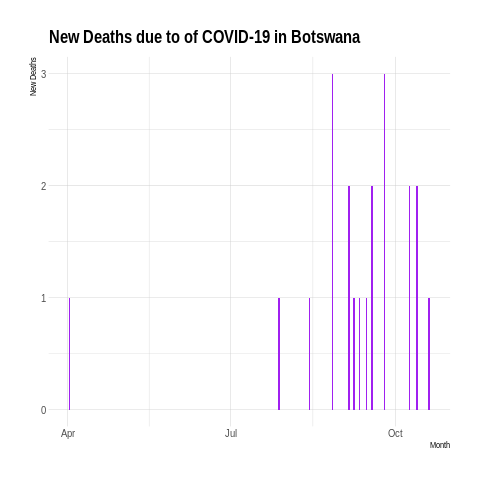 New Deaths due to of COVID-19 in Botswana
New Deaths
3
2
1
0
Apr
Jul
Oct
Month